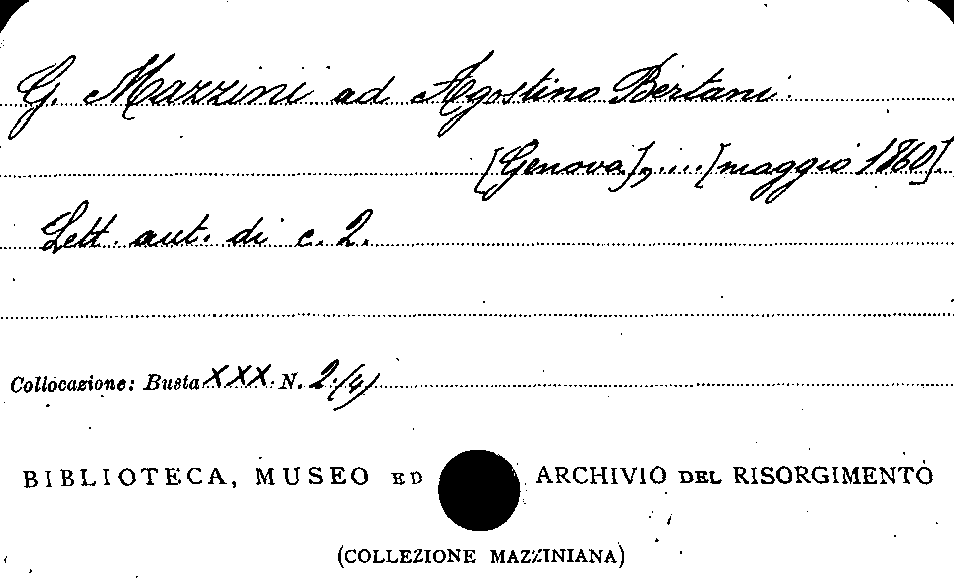 G. Mazzini ad Agostino Bertani.
[Genova], .... [maggio 1860].
Lett. aut. di c. 2.
Collocazione: Busta XXX. N. 2/4)
BIBLIOTECA, MUSEO ED ARCHIVIO DEL RISORGIMENTO
(COLLEZIONE MAZZINIANA)